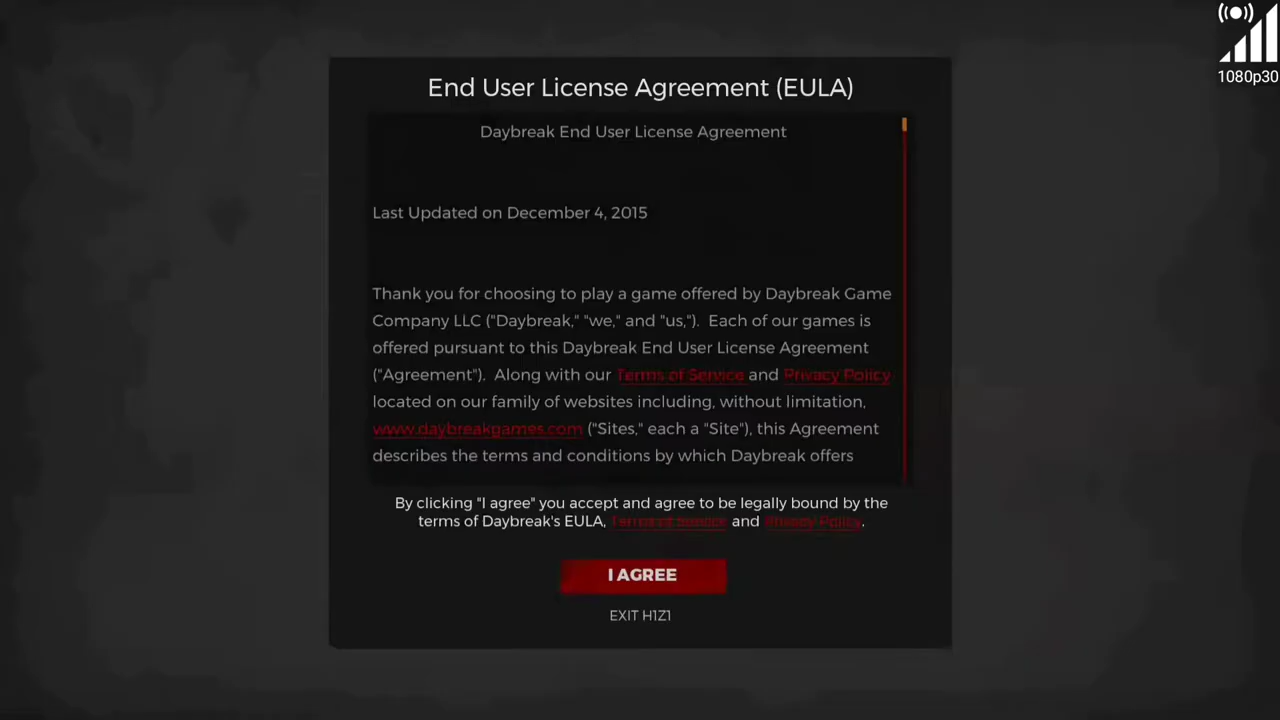 1080p30
End User License Agreement (EULA)
Daybreak End User License Agreement
Last Updated on December 4, 2015
Thank you for choosing to play a game offered by Daybreak Game
Company LLC ("Daybreak," "we," and "us,").  Each of our games is
offered pursuant to this Daybreak End User License Agreement
("Agreement").  Along with our Terms of Service and Privacy Policy
located on our family of websites including, without limitation,
www.daybreakgames.com ("Sites," each a "Site"), this Agreement
describes the terms and conditions by which Daybreak offers
By clicking "I agree" you accept and agree to be legally bound by the
terms of Daybreak's EULA, Terms of Service and Privacy Policy.
I AGREE
EXIT H1Z1